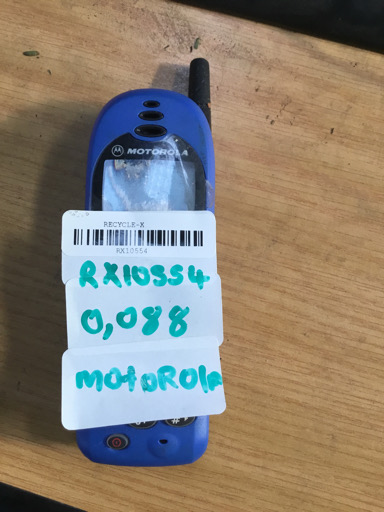 MOTOROLA
RECYCLE-X
RX10554
RX10554
0,088
motoRola